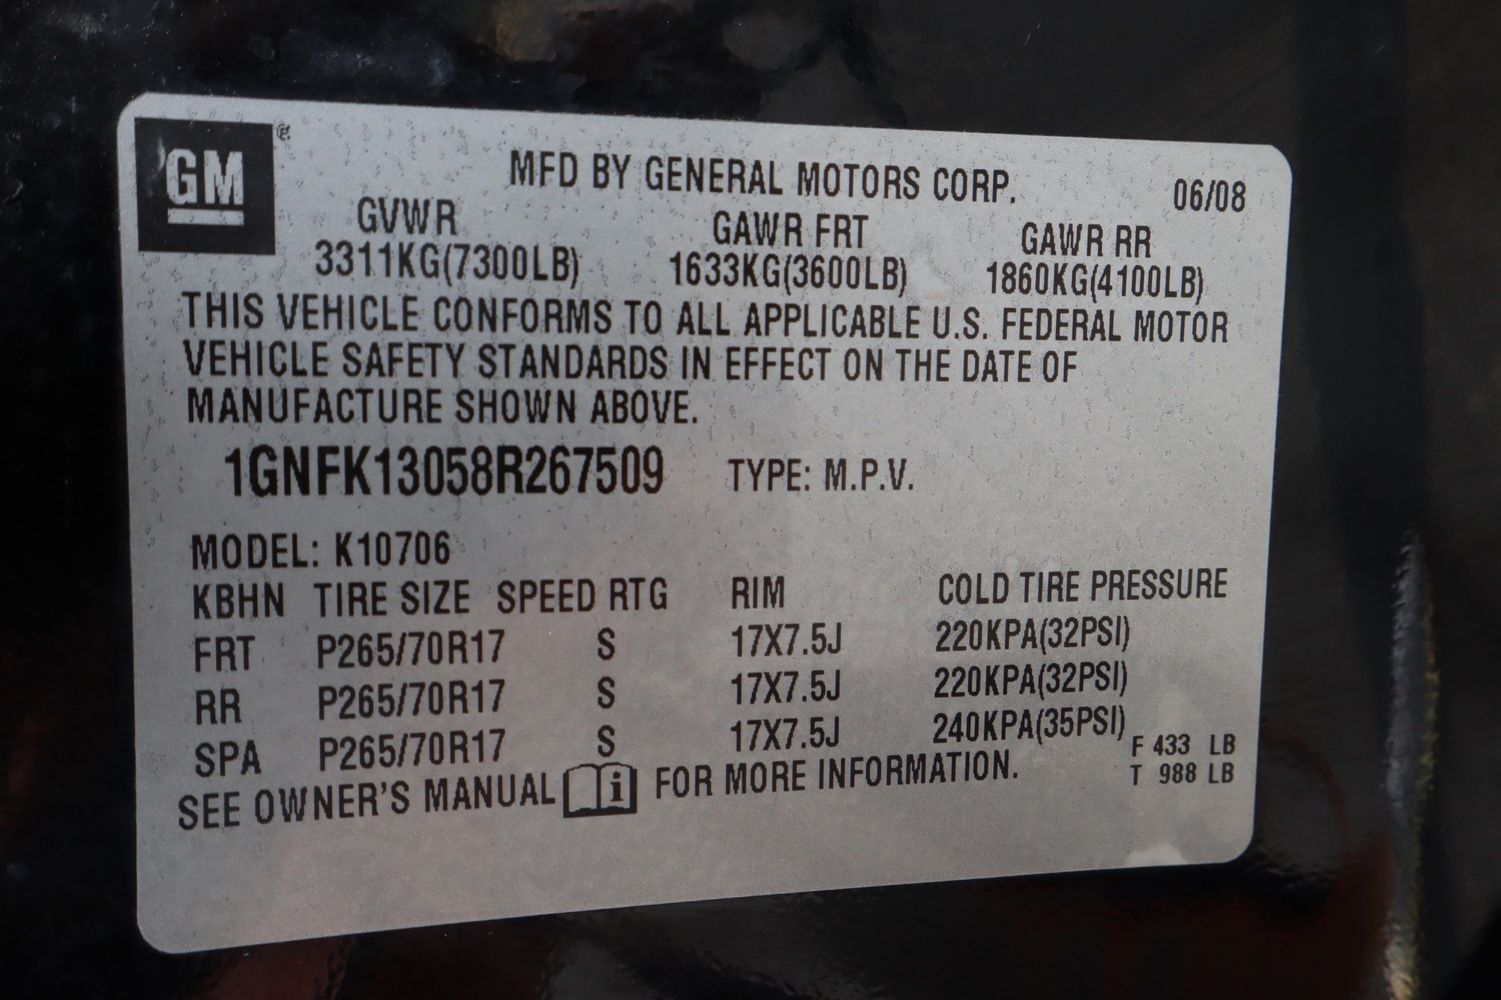 GM ®
MFD BY GENERAL MOTORS CORP. 06/08
GVWR GAWR FRT GAWR RR
3311KG(7300LB) 1633KG(3600LB) 1860KG(4100LB)
THIS VEHICLE CONFORMS TO ALL APPLICABLE U.S. FEDERAL MOTOR
VEHICLE SAFETY STANDARDS IN EFFECT ON THE DATE OF
MANUFACTURE SHOWN ABOVE.
1GNFK13058R267509 TYPE: M.P.V.
MODEL: K10706
KBHN TIRE SIZE SPEED RTG RIM COLD TIRE PRESSURE
FRT P265/70R17 S 17X7.5J 220KPA(32PSI)
RR P265/70R17 S 17X7.5J 220KPA(32PSI)
SPA P265/70R17 S 17X7.5J 240KPA(35PSI)
F 433 LB
T 988 LB
SEE OWNER'S MANUAL i FOR MORE INFORMATION.